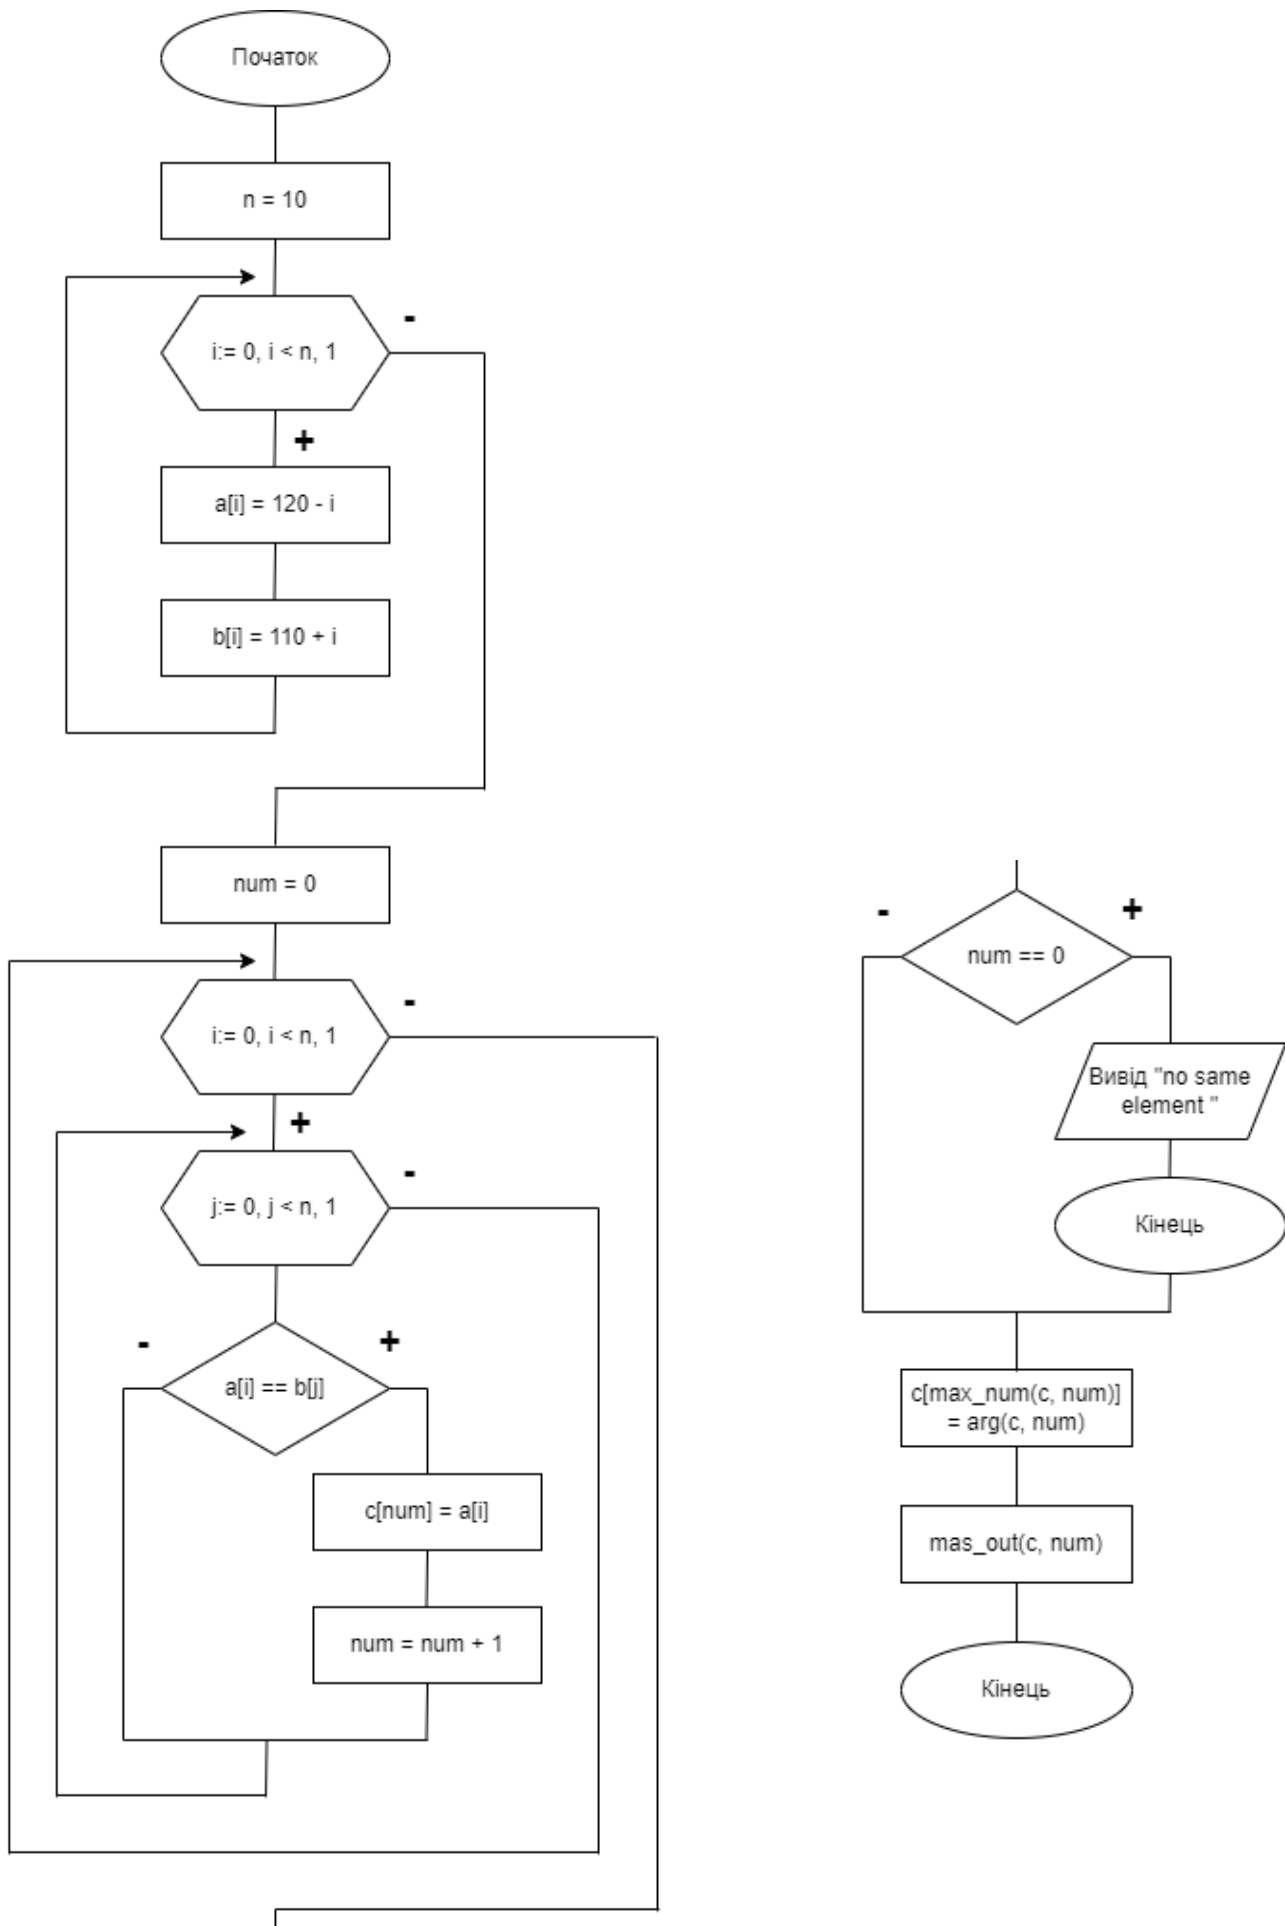 Початок
n = 10
i:= 0, i < n, 1
-
+
a[i] = 120 - i
b[i] = 110 + i
num = 0
i:= 0, i < n, 1
-
+
j:= 0, j < n, 1
-
a[i] == b[j]
-
+
c[num] = a[i]
num = num + 1
num == 0
-
+
Вивід "no same
element "
Кінець
c[max_num(c, num)]
= arg(c, num)
mas_out(c, num)
Кінець